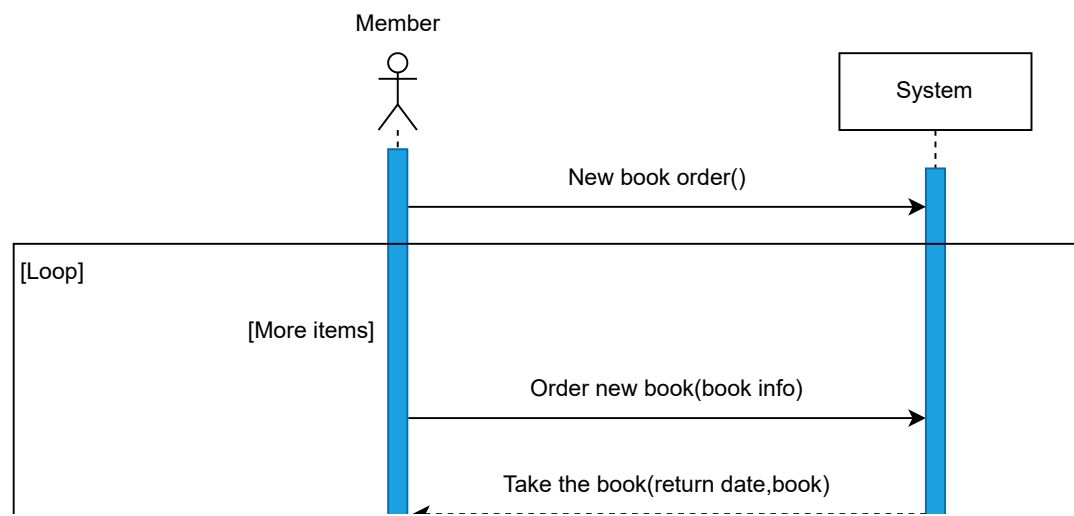 Member
System
New book order()
[Loop]
[More items]
Order new book(book info)
Take the book(return date,book)